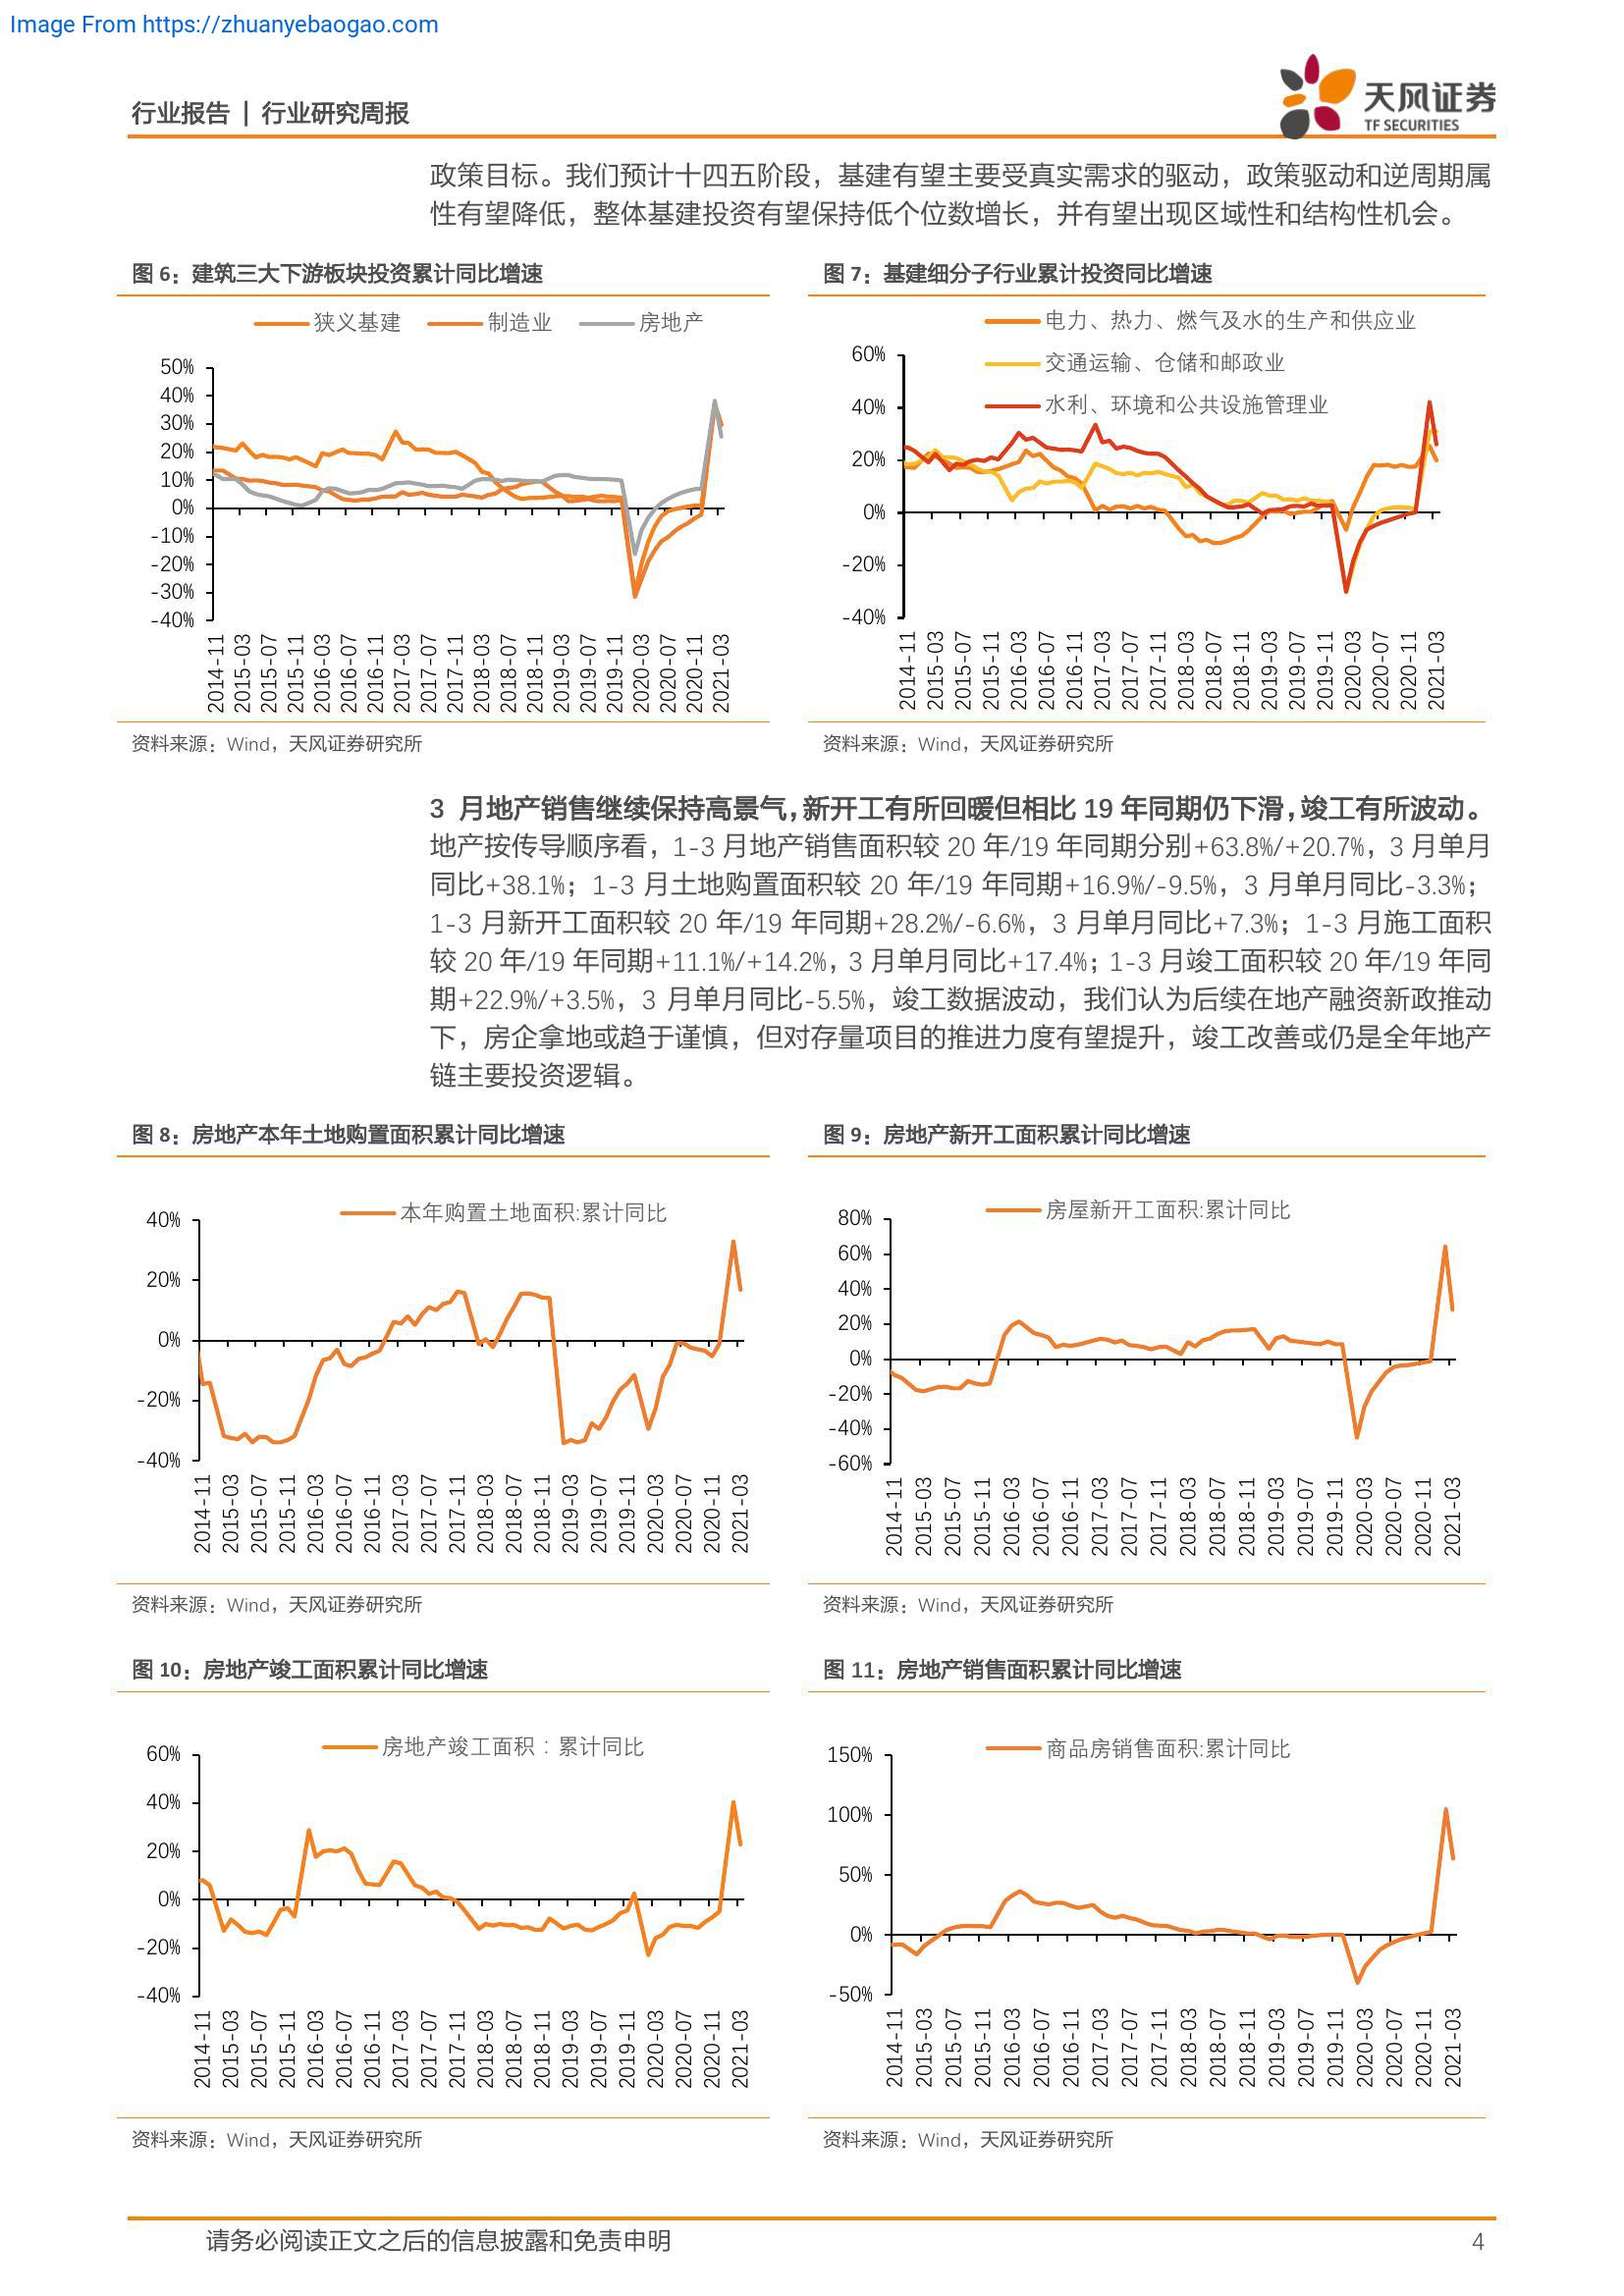 Image From https://zhuanyebaogao.com
行业报告 | 行业研究周报
天风证券
TF SECURITIES
政策目标。我们预计十四五阶段，基建有望主要受真实需求的驱动，政策驱动和逆周期属
性有望降低，整体基建投资有望保持低个位数增长，并有望出现区域性和结构性机会。
图 6：建筑三大下游板块投资累计同比增速
狭义基建 制造业 房地产
50%
40%
30%
20%
10%
0%
-10%
-20%
-30%
-40%
2014-11 2015-03 2015-07 2015-11 2016-03 2016-07 2016-11 2017-03 2017-07 2017-11 2018-03 2018-07 2018-11 2019-03 2019-07 2019-11 2020-03 2020-07 2020-11 2021-03
资料来源：Wind，天风证券研究所
图 7：基建细分子行业累计投资同比增速
电力、热力、燃气及水的生产和供应业
交通运输、仓储和邮政业
水利、环境和公共设施管理业
60%
40%
20%
0%
-20%
-40%
2014-11 2015-03 2015-07 2015-11 2016-03 2016-07 2016-11 2017-03 2017-07 2017-11 2018-03 2018-07 2018-11 2019-03 2019-07 2019-11 2020-03 2020-07 2020-11 2021-03
资料来源：Wind，天风证券研究所
3 月地产销售继续保持高景气，新开工有所回暖但相比 19 年同期仍下滑，竣工有所波动。
地产按传导顺序看，1-3 月地产销售面积较 20 年/19 年同期分别+63.8%/+20.7%，3 月单月
同比+38.1%；1-3 月土地购置面积较 20 年/19 年同期+16.9%/-9.5%，3 月单月同比-3.3%；
1-3 月新开工面积较 20 年/19 年同期+28.2%/-6.6%，3 月单月同比+7.3%；1-3 月施工面积
较 20 年/19 年同期+11.1%/+14.2%，3 月单月同比+17.4%；1-3 月竣工面积较 20 年/19 年同
期+22.9%/+3.5%，3 月单月同比-5.5%，竣工数据波动，我们认为后续在地产融资新政推动
下，房企拿地或趋于谨慎，但对存量项目的推进力度有望提升，竣工改善或仍是全年地产
链主要投资逻辑。
图 8：房地产本年土地购置面积累计同比增速
本年购置土地面积:累计同比
40%
20%
0%
-20%
-40%
2014-11 2015-03 2015-07 2015-11 2016-03 2016-07 2016-11 2017-03 2017-07 2017-11 2018-03 2018-07 2018-11 2019-03 2019-07 2019-11 2020-03 2020-07 2020-11 2021-03
资料来源：Wind，天风证券研究所
图 9：房地产新开工面积累计同比增速
房屋新开工面积:累计同比
80%
60%
40%
20%
0%
-20%
-40%
-60%
2014-11 2015-03 2015-07 2015-11 2016-03 2016-07 2016-11 2017-03 2017-07 2017-11 2018-03 2018-07 2018-11 2019-03 2019-07 2019-11 2020-03 2020-07 2020-11 2021-03
资料来源：Wind，天风证券研究所
图 10：房地产竣工面积累计同比增速
房地产竣工面积：累计同比
60%
40%
20%
0%
-20%
-40%
2014-11 2015-03 2015-07 2015-11 2016-03 2016-07 2016-11 2017-03 2017-07 2017-11 2018-03 2018-07 2018-11 2019-03 2019-07 2019-11 2020-03 2020-07 2020-11 2021-03
资料来源：Wind，天风证券研究所
图 11：房地产销售面积累计同比增速
商品房销售面积:累计同比
150%
100%
50%
0%
-50%
2014-11 2015-03 2015-07 2015-11 2016-03 2016-07 2016-11 2017-03 2017-07 2017-11 2018-03 2018-07 2018-11 2019-03 2019-07 2019-11 2020-03 2020-07 2020-11 2021-03
资料来源：Wind，天风证券研究所
请务必阅读正文之后的信息披露和免责申明
4